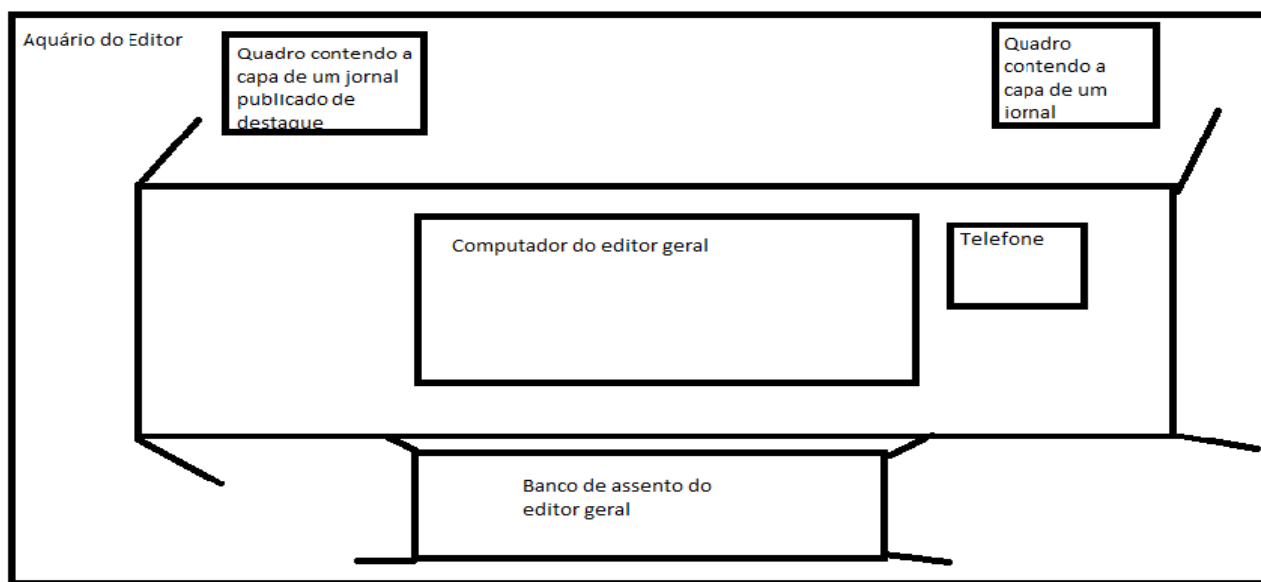 Aquário do Editor
Quadro contendo a
capa de um jornal
publicado de
destaque
Quadro
contendo a
capa de um
jornal
Computador do editor geral
Telefone
Banco de assento do
editor geral